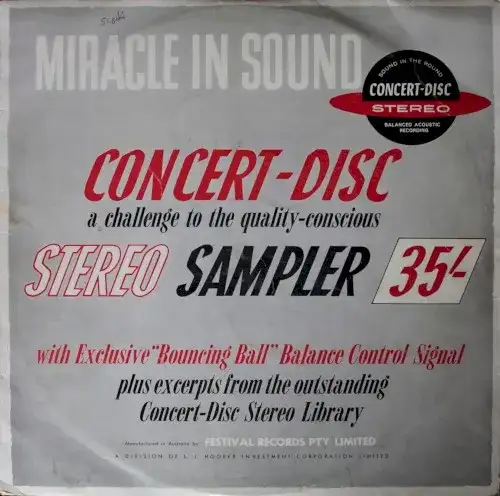 MIRACLE IN SOUND
SOUND IN THE ROUND
CONCERT-DISC
STEREO
BALANCED ACOUSTIC
RECORDING
CONCERT-DISC
a challenge to the quality-conscious
STEREO SAMPLER 35/-
with Exclusive "Bouncing Ball" Balance Control Signal
plus excerpts from the outstanding
Concert-Disc Stereo Library
Manufactured in Australia by FESTIVAL RECORDS PTY LIMITED
A DIVISION OF L. J. HOOKER INVESTMENT CORPORATION LIMITED